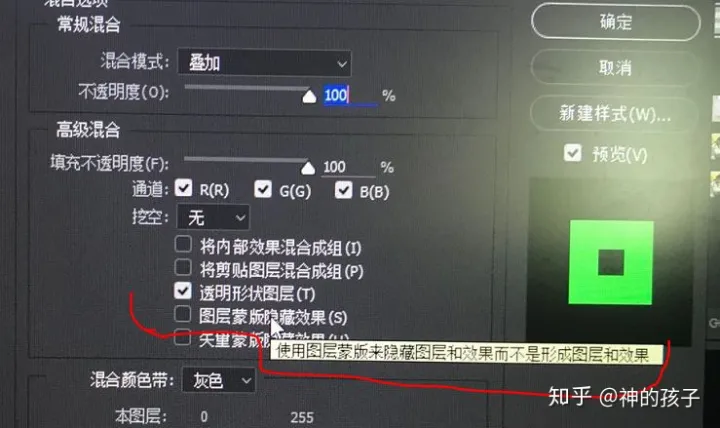 混合选项
常规混合
混合模式: 叠加
不透明度(O): 100 %
高级混合
填充不透明度(F): 100 %
通道: R(R) G(G) B(B)
挖空: 无
将内部效果混合成组(I)
将剪贴图层混合成组(P)
透明形状图层(T)
图层蒙版隐藏效果(S)
矢量蒙版隐藏效果(H)
使用图层蒙版来隐藏图层和效果而不是形成图层和效果
混合颜色带: 灰色
本图层: 0 255
确定
取消
新建样式(W)...
预览(V)
知乎 @神的孩子